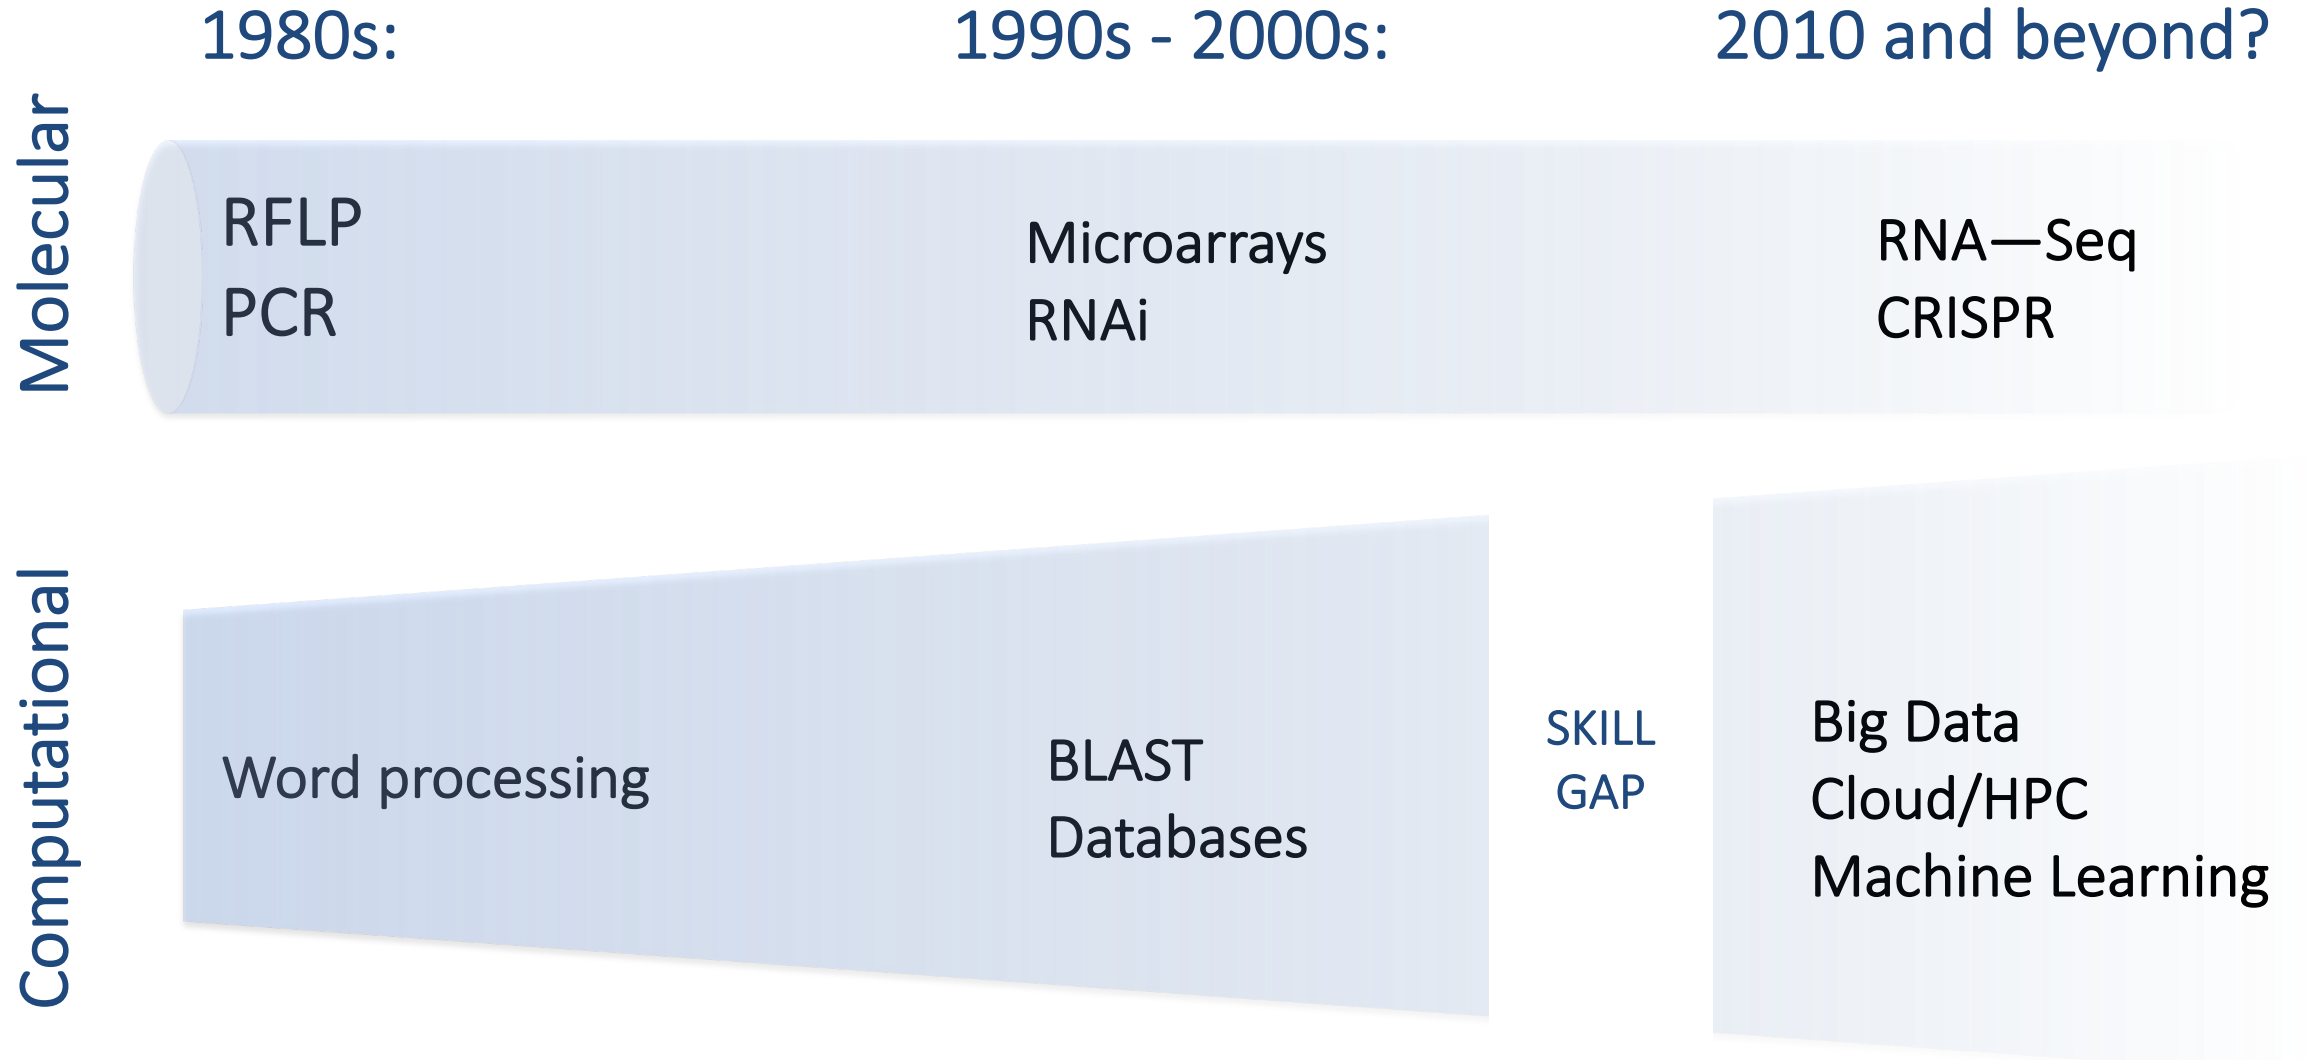 1980s:
1990s - 2000s:
2010 and beyond?
Molecular
RFLP
PCR
Microarrays
RNAi
RNA—Seq
CRISPR
Computational
Word processing
BLAST
Databases
SKILL
GAP
Big Data
Cloud/HPC
Machine Learning